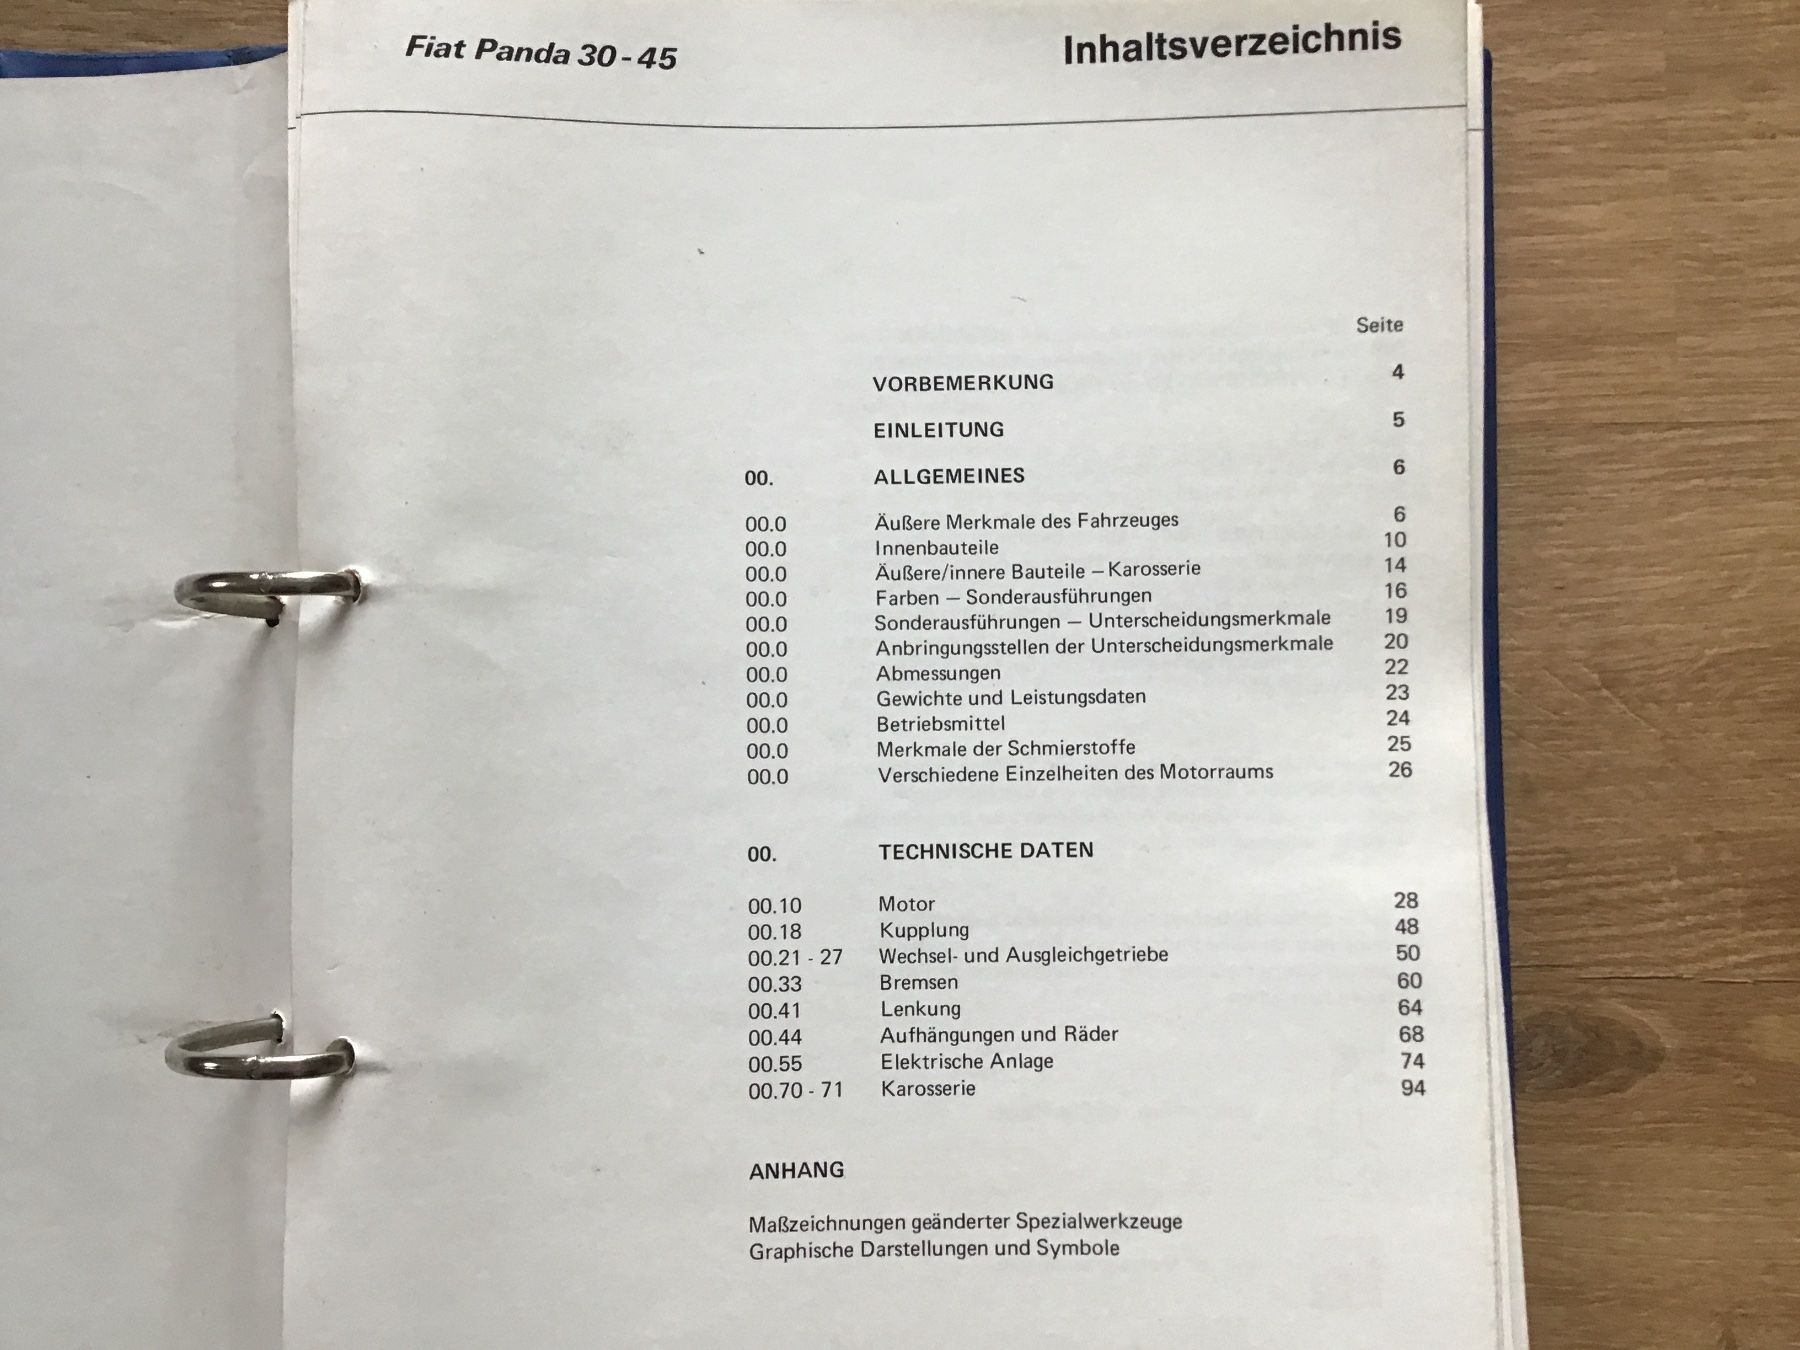 Fiat Panda 30 - 45 Inhaltsverzeichnis
Seite
VORBEMERKUNG 4
EINLEITUNG 5
00. ALLGEMEINES 6
00.0 Äußere Merkmale des Fahrzeuges 6
00.0 Innenbauteile 10
00.0 Äußere/innere Bauteile – Karosserie 14
00.0 Farben – Sonderausführungen 16
00.0 Sonderausführungen – Unterscheidungsmerkmale 19
00.0 Anbringungsstellen der Unterscheidungsmerkmale 20
00.0 Abmessungen 22
00.0 Gewichte und Leistungsdaten 23
00.0 Betriebsmittel 24
00.0 Merkmale der Schmierstoffe 25
00.0 Verschiedene Einzelheiten des Motorraums 26
00. TECHNISCHE DATEN
00.10 Motor 28
00.18 Kupplung 48
00.21 - 27 Wechsel- und Ausgleichgetriebe 50
00.33 Bremsen 60
00.41 Lenkung 64
00.44 Aufhängungen und Räder 68
00.55 Elektrische Anlage 74
00.70 - 71 Karosserie 94
ANHANG
Maßzeichnungen geänderter Spezialwerkzeuge
Graphische Darstellungen und Symbole